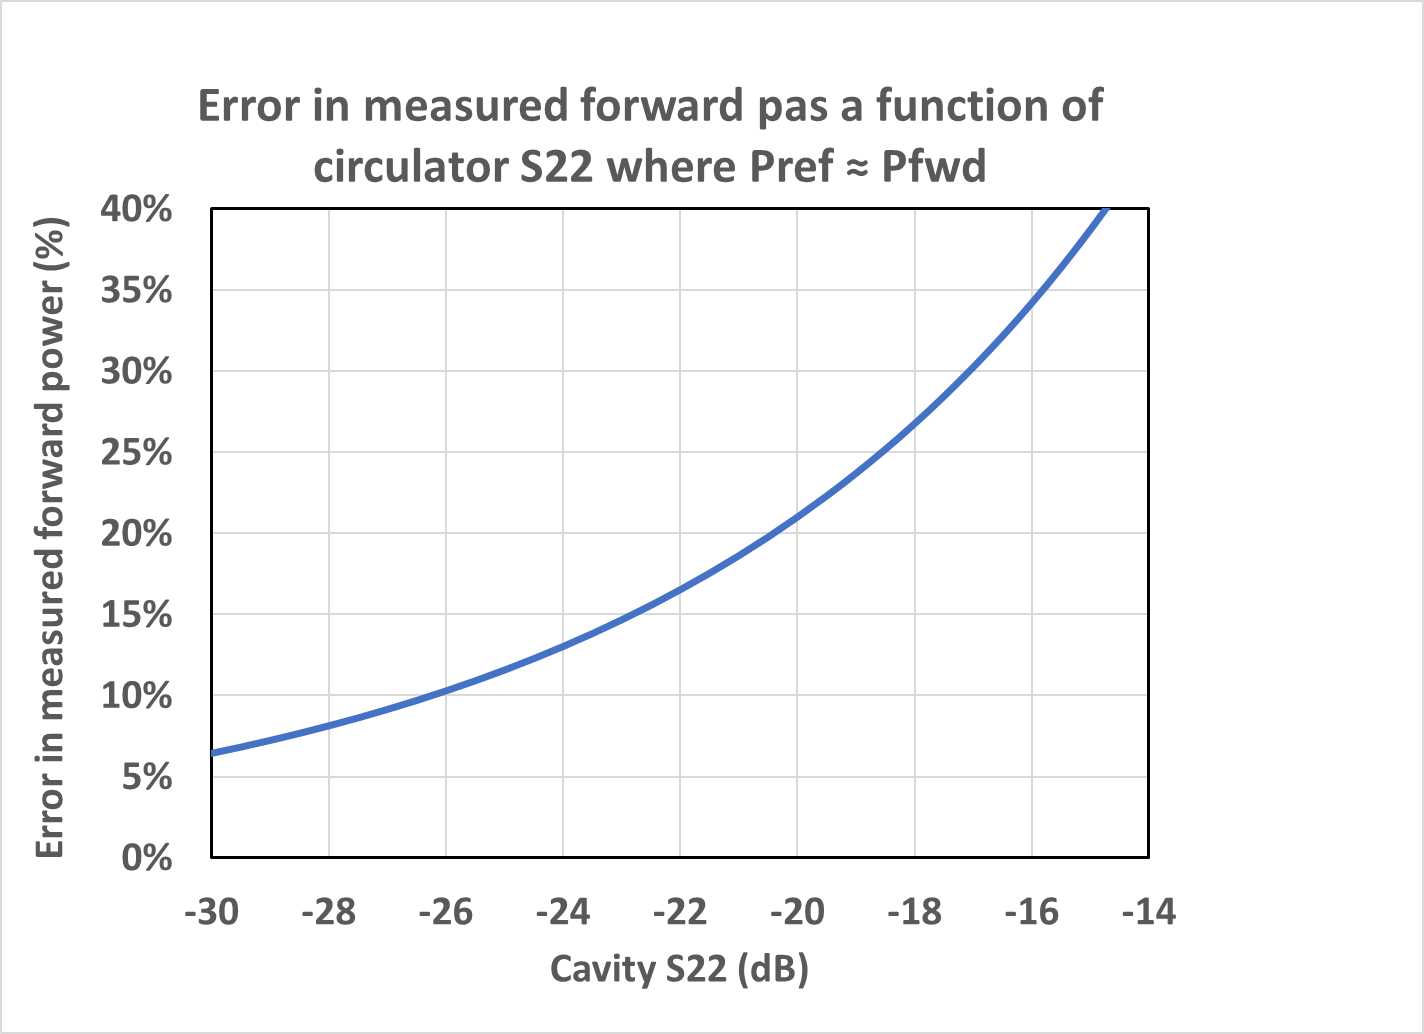 Error in measured forward pas a function of
circulator S22 where Pref ≈ Pfwd
Error in measured forward power (%)
40%
35%
30%
25%
20%
15%
10%
5%
0%
-30 -28 -26 -24 -22 -20 -18 -16 -14
Cavity S22 (dB)